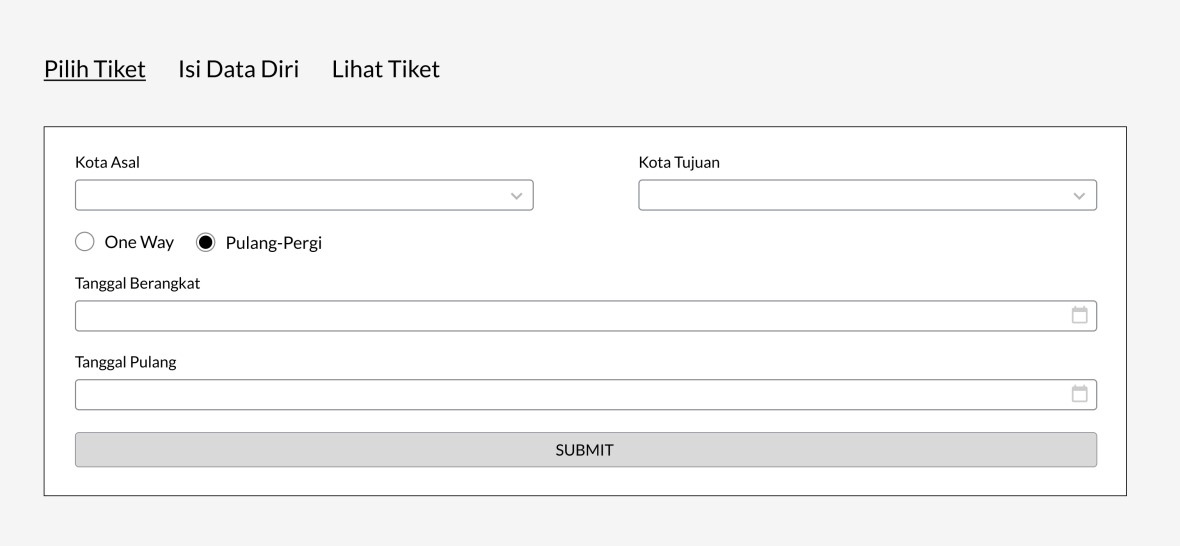 Pilih Tiket Isi Data Diri Lihat Tiket
Kota Asal Kota Tujuan
One Way Pulang-Pergi
Tanggal Berangkat
Tanggal Pulang
SUBMIT